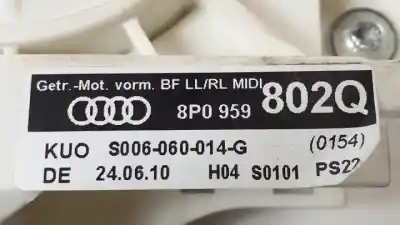 Getr.-Mot. vorm. BF LL/RL MIDI
8P0 959 802Q
KUO S006-060-014-G (0154)
DE 24.06.10 H04 S0101 PS22